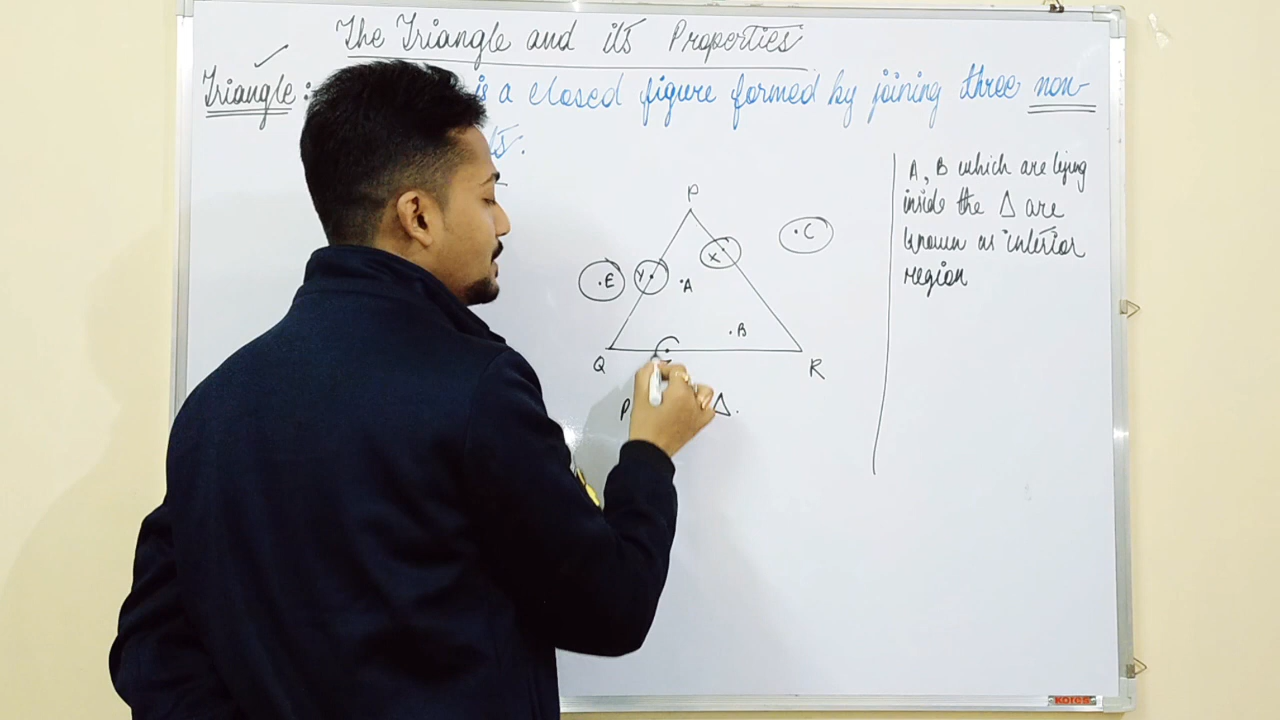 The Triangle and its Properties
Triangle : is a closed figure formed by joining three non-
P
C
X
E
Y
A
B
Q
R
P Δ.
A, B which are lying
inside the Δ are
known as interior
region
KORES